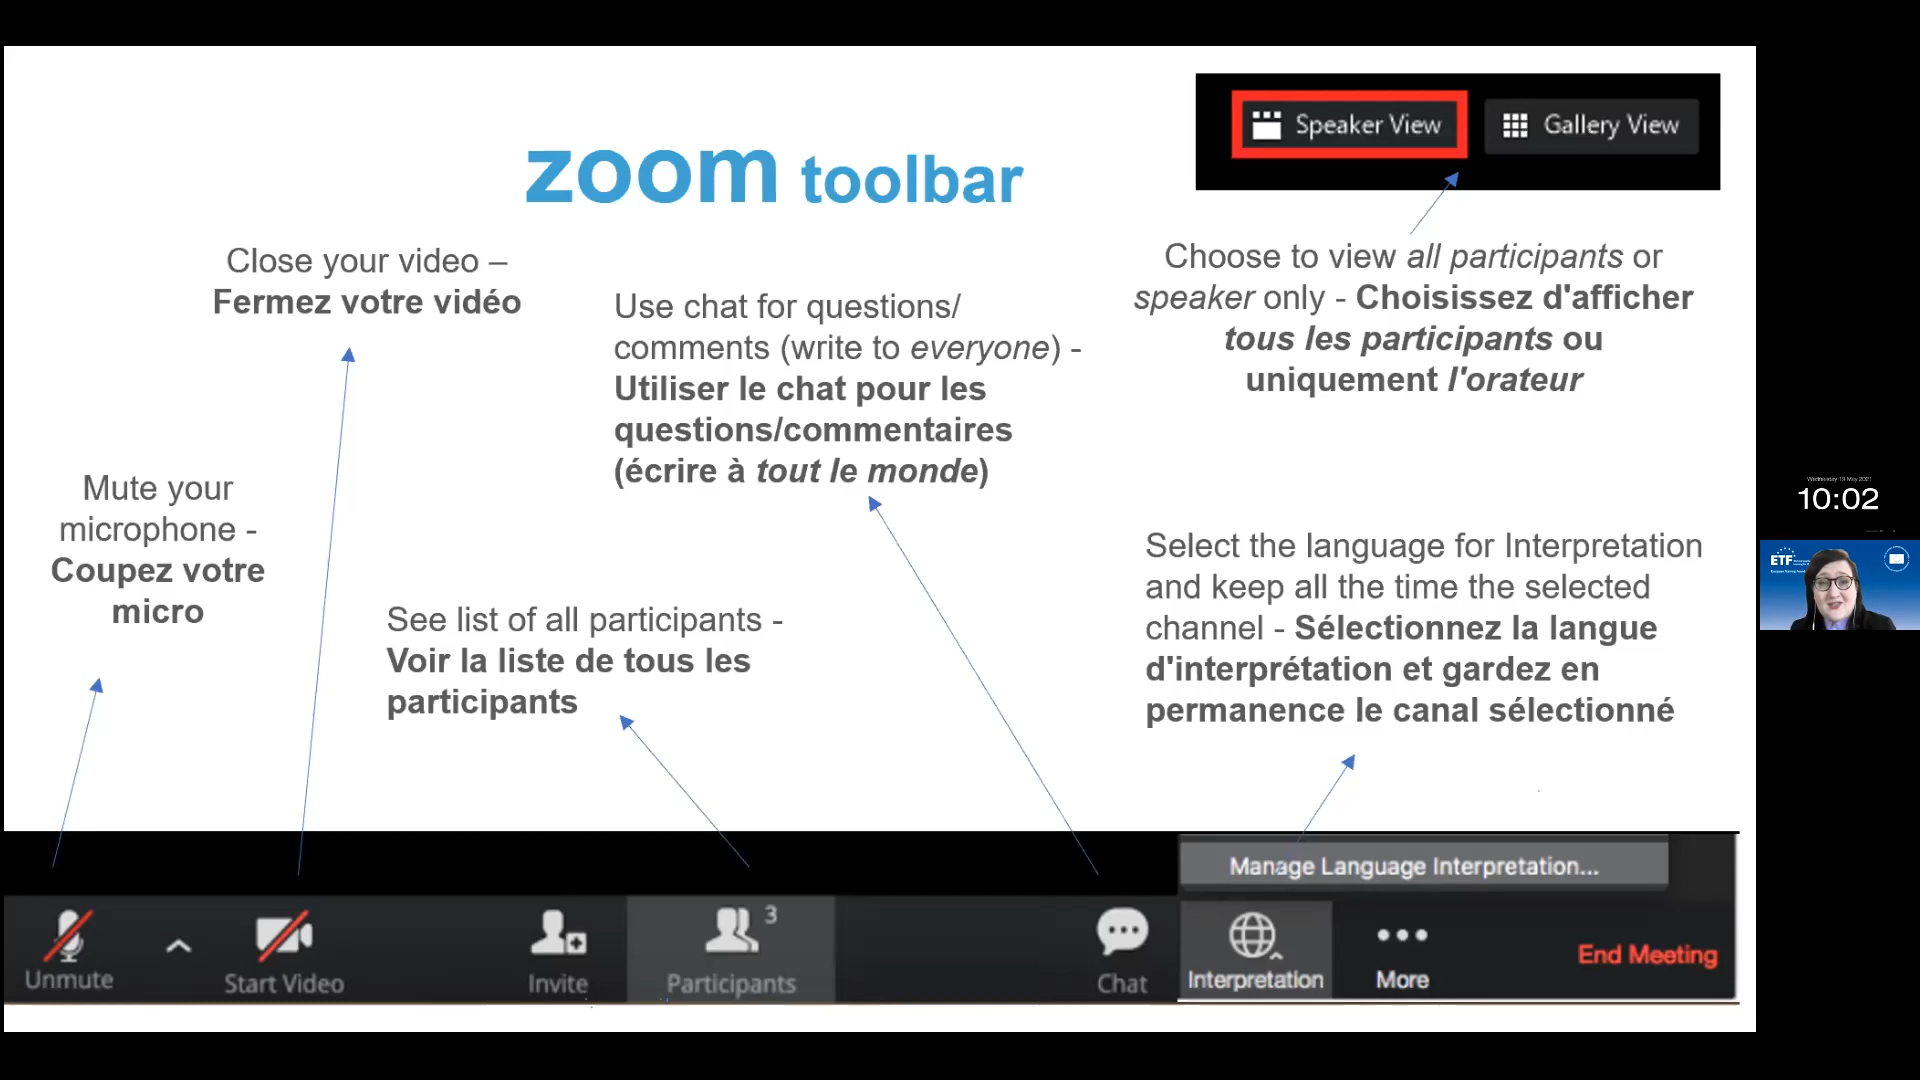 Speaker View
Gallery View
zoom toolbar
Close your video –
Fermez votre vidéo
Use chat for questions/
comments (write to everyone) -
Utiliser le chat pour les
questions/commentaires
(écrire à tout le monde)
Choose to view all participants or
speaker only - Choisissez d'afficher
tous les participants ou
uniquement l'orateur
Mute your
microphone -
Coupez votre
micro
See list of all participants -
Voir la liste de tous les
participants
Select the language for Interpretation
and keep all the time the selected
channel - Sélectionnez la langue
d'interprétation et gardez en
permanence le canal sélectionné
Wednesday 19 May 2021
10:02
ETF
Manage Language Interpretation...
Unmute
Start Video
Invite
3
Participants
Chat
Interpretation
More
End Meeting